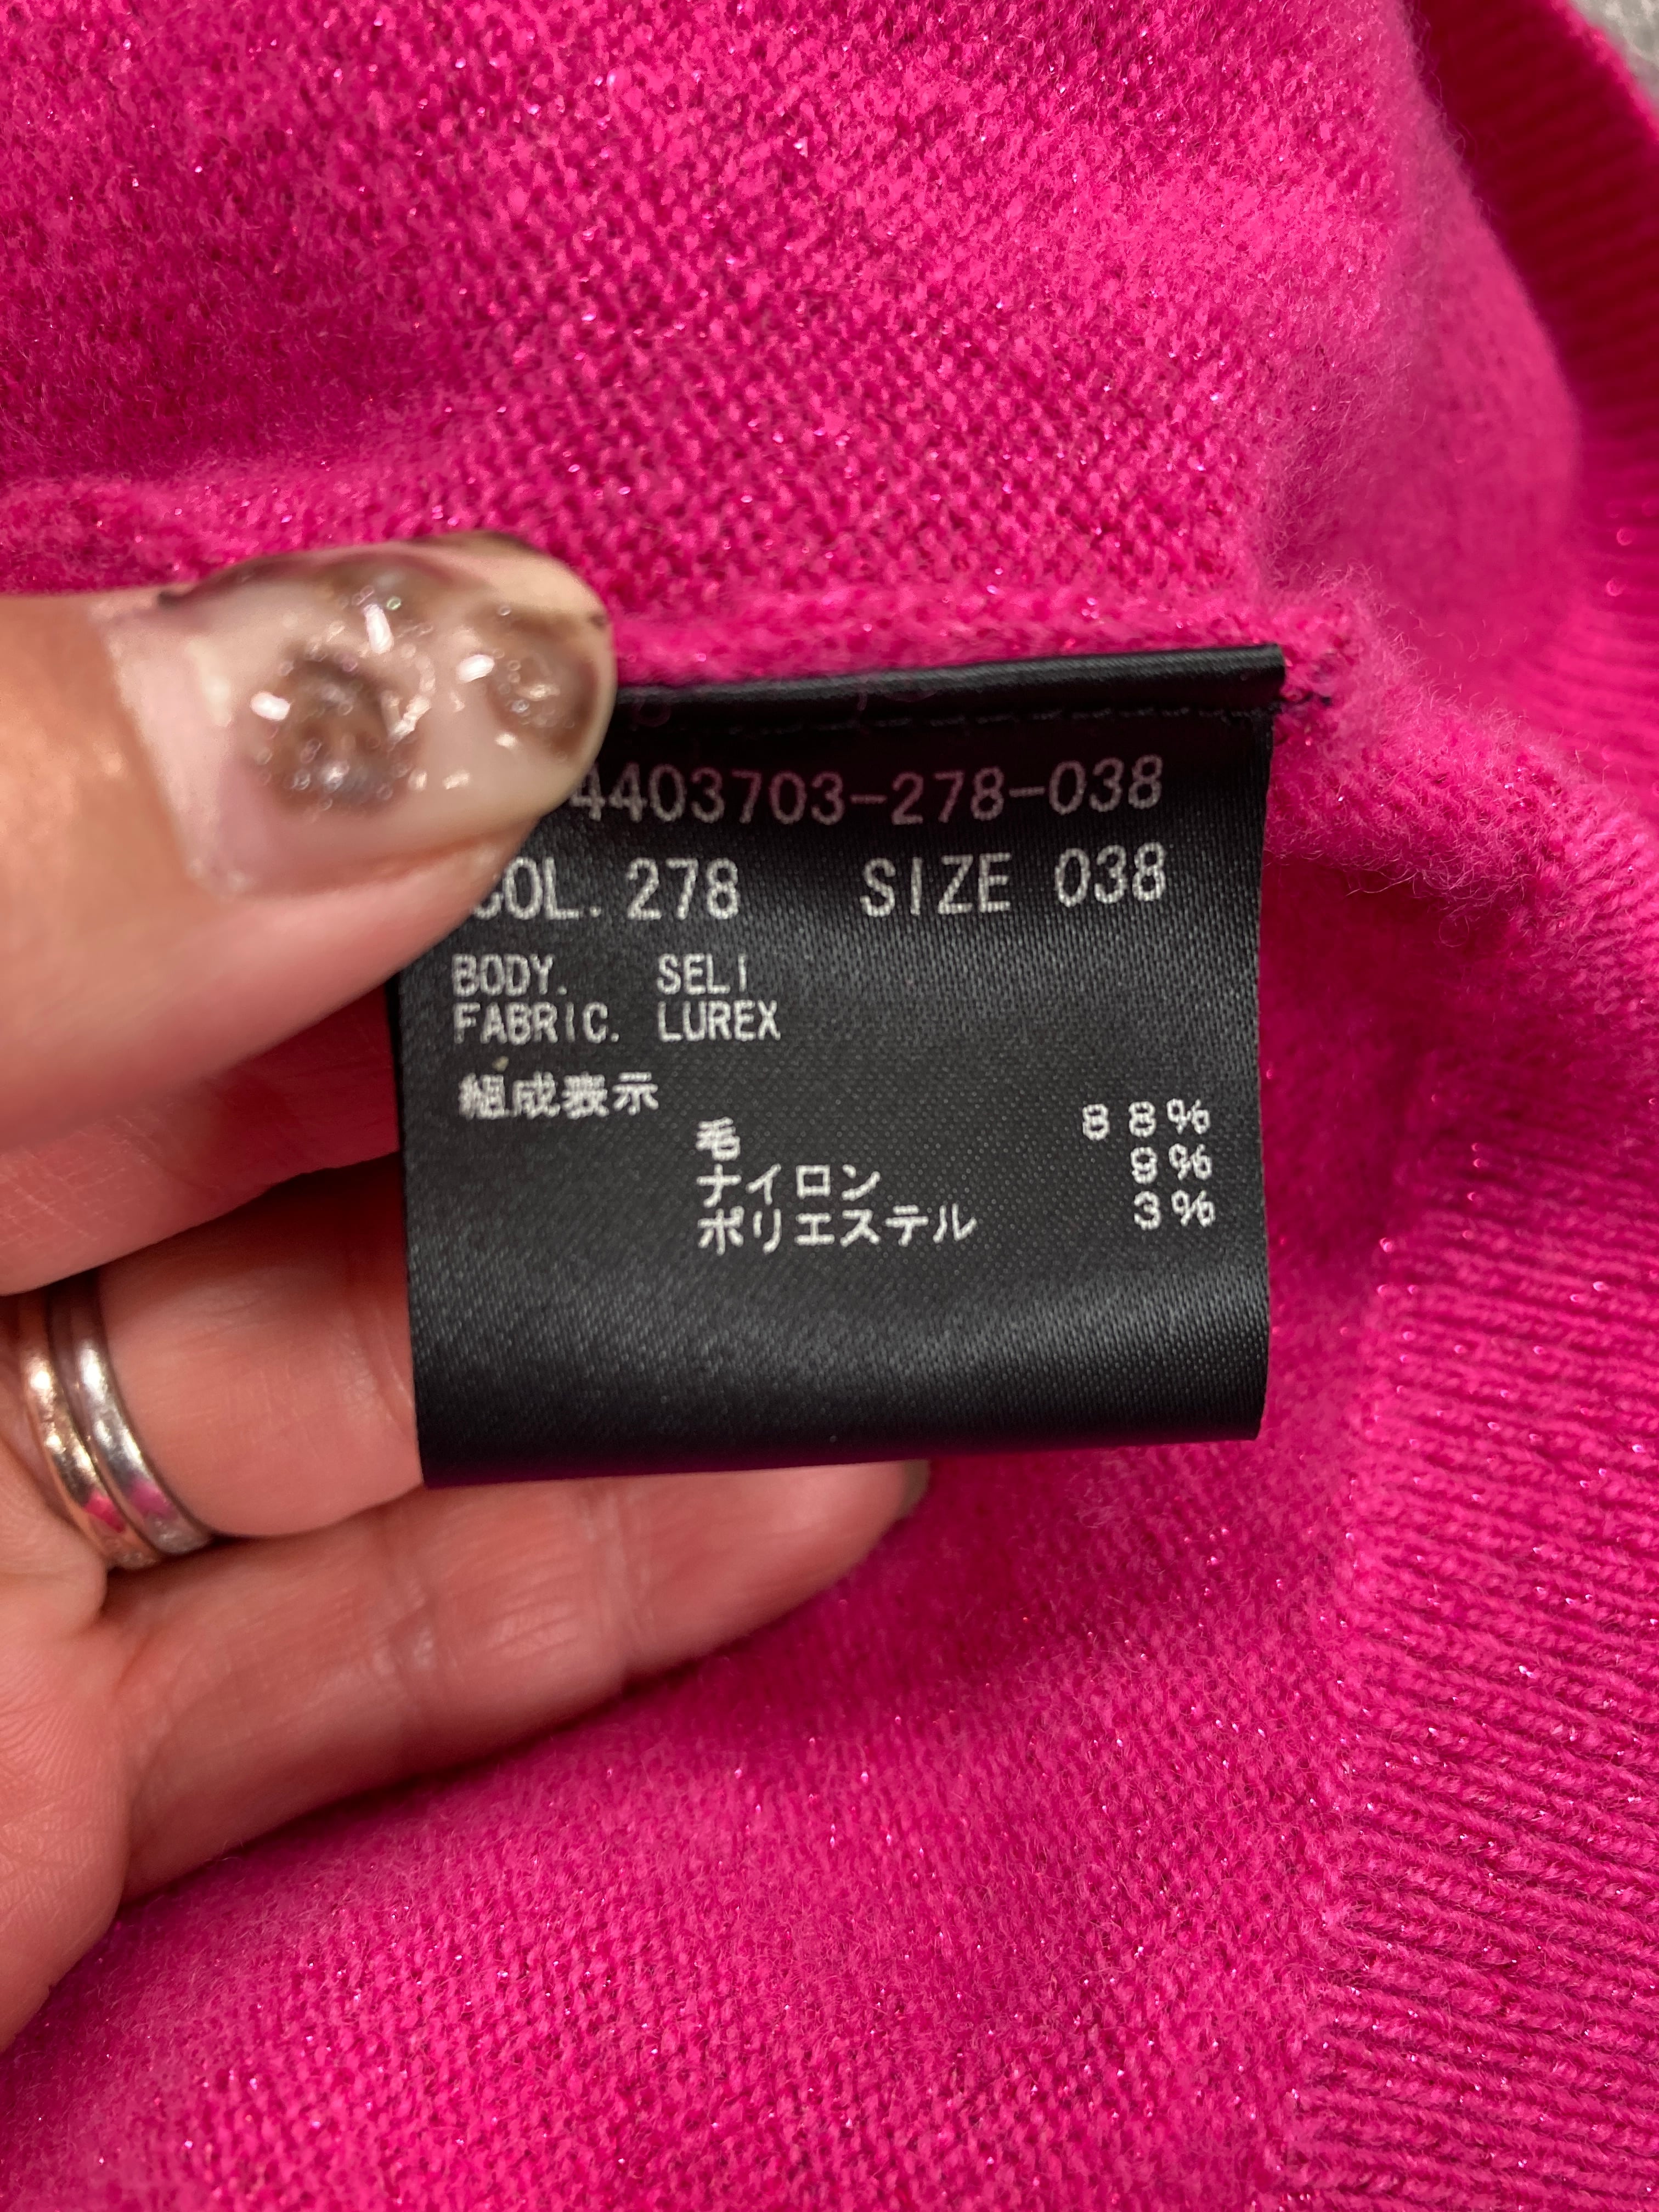 4403703-278-038
COL. 278 SIZE 038
BODY. SELI
FABRIC. LUREX
組成表示
毛 88%
ナイロン 9%
ポリエステル 3%